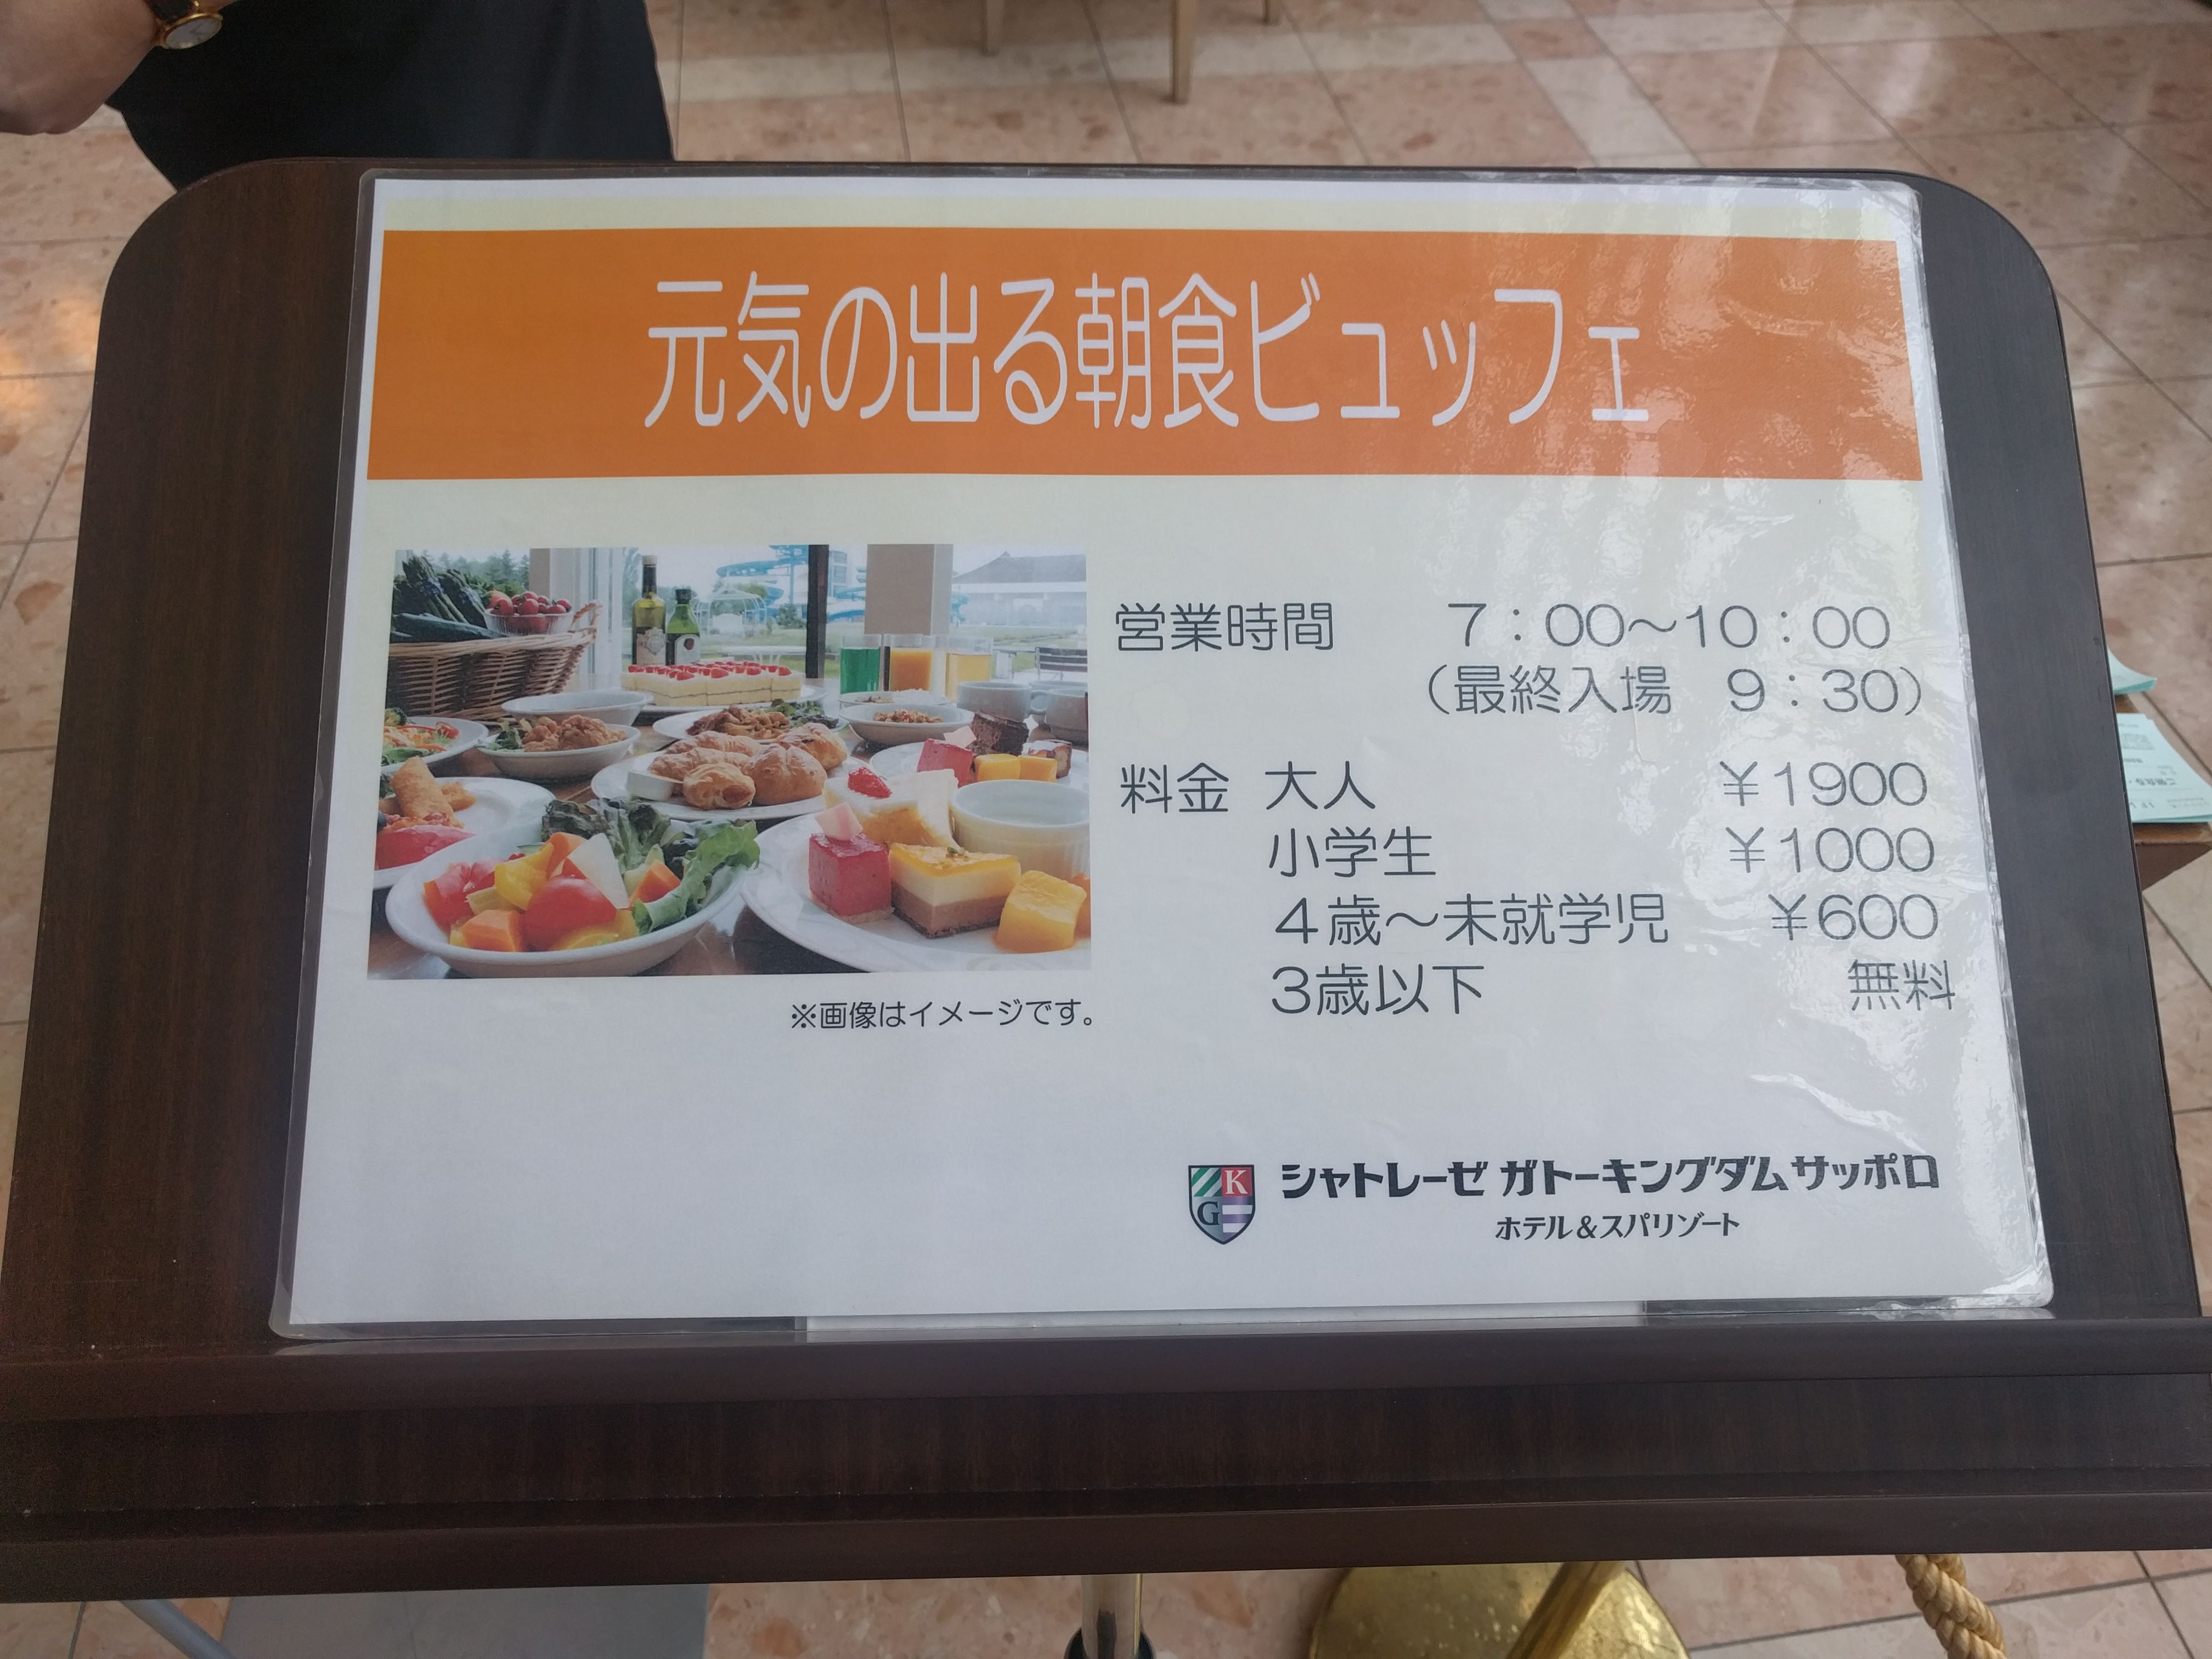 元気の出る朝食ビュッフェ
営業時間 7：00～10：00
（最終入場 9：30）
料金 大人 ￥1900
小学生 ￥1000
4歳～未就学児 ￥600
3歳以下 無料
※画像はイメージです。
K
G
シャトレーゼ ガトーキングダム サッポロ
ホテル＆スパリゾート